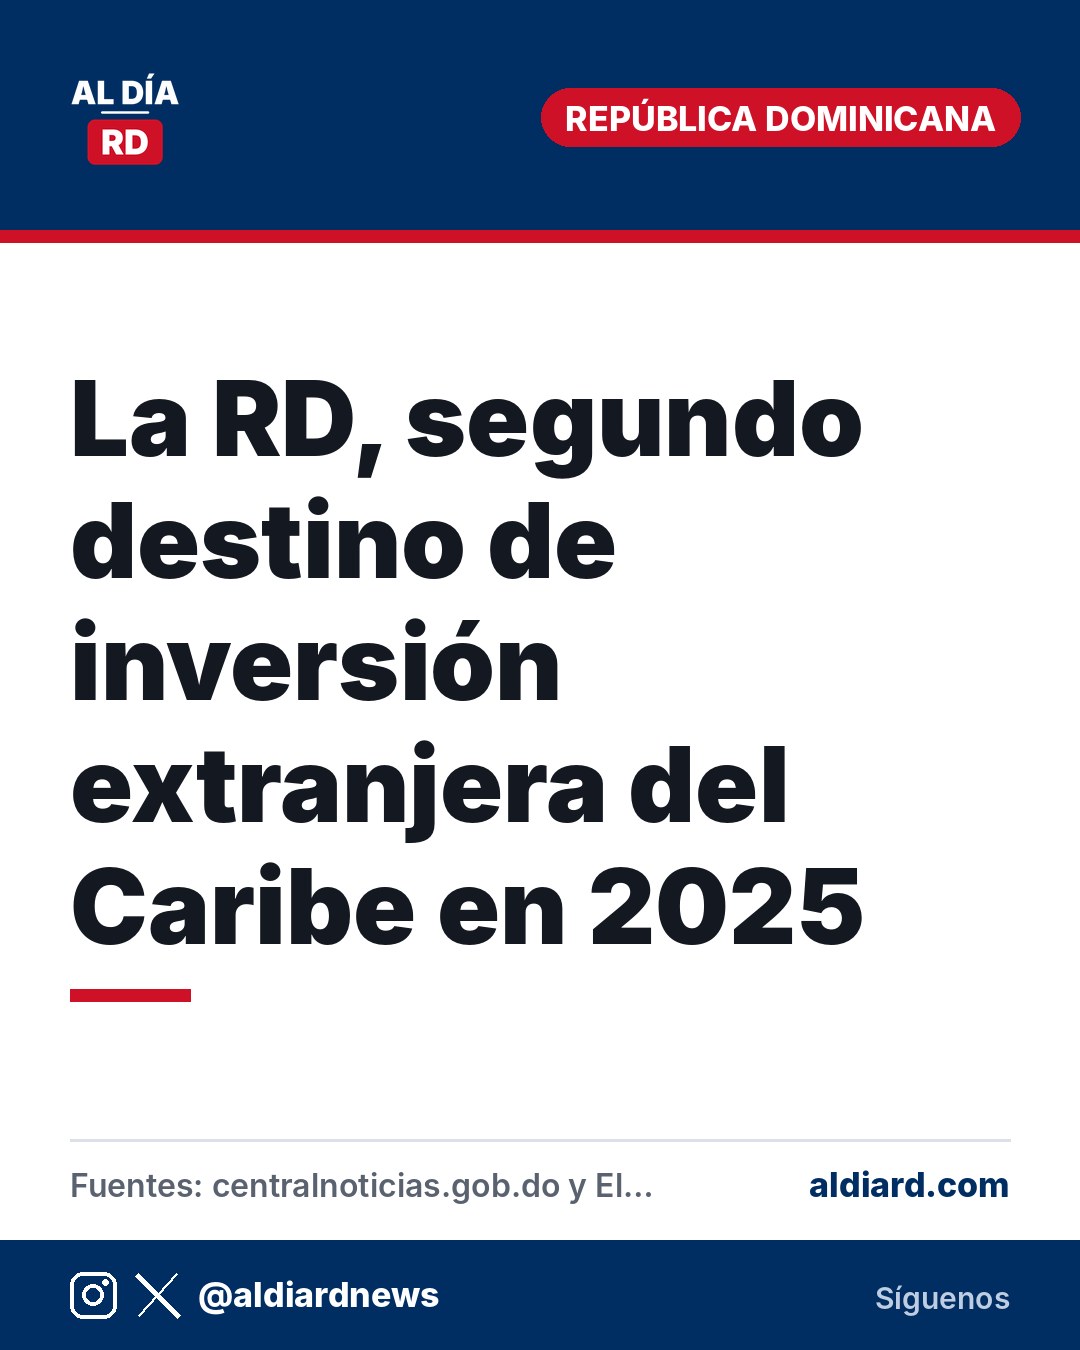 AL DÍA
RD
REPÚBLICA DOMINICANA
La RD, segundo
destino de
inversión
extranjera del
Caribe en 2025
Fuentes: centralnoticias.gob.do y El...
aldiard.com
@aldiardnews
Síguenos